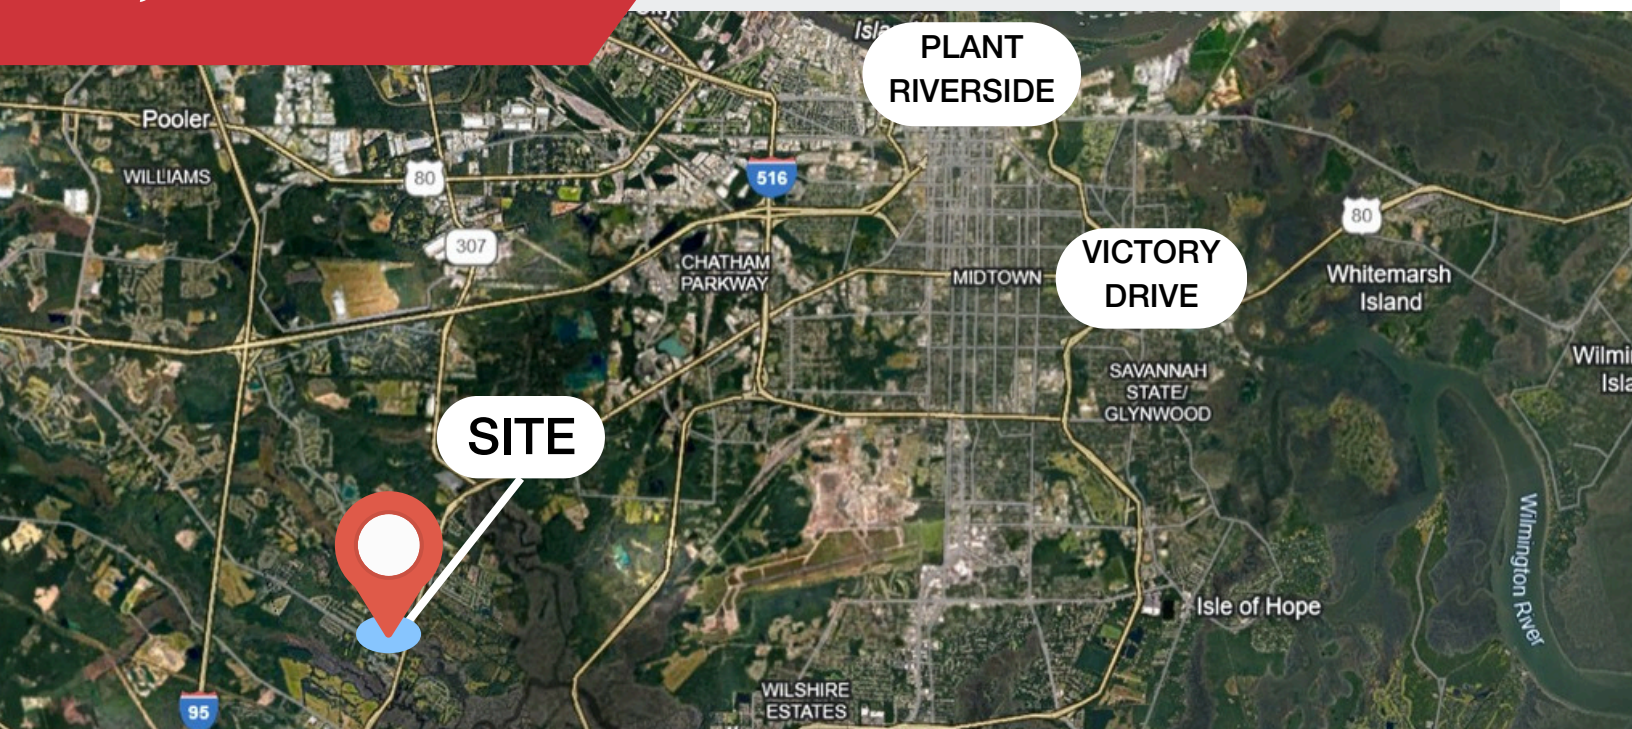 PLANT
RIVERSIDE
Pooler
WILLIAMS
80
516
307
80
CHATHAM
PARKWAY
MIDTOWN
VICTORY
DRIVE
Whitemarsh
Island
SAVANNAH
STATE/
GLYNWOOD
SITE
Wilmington River
Isle of Hope
WILSHIRE
ESTATES
95